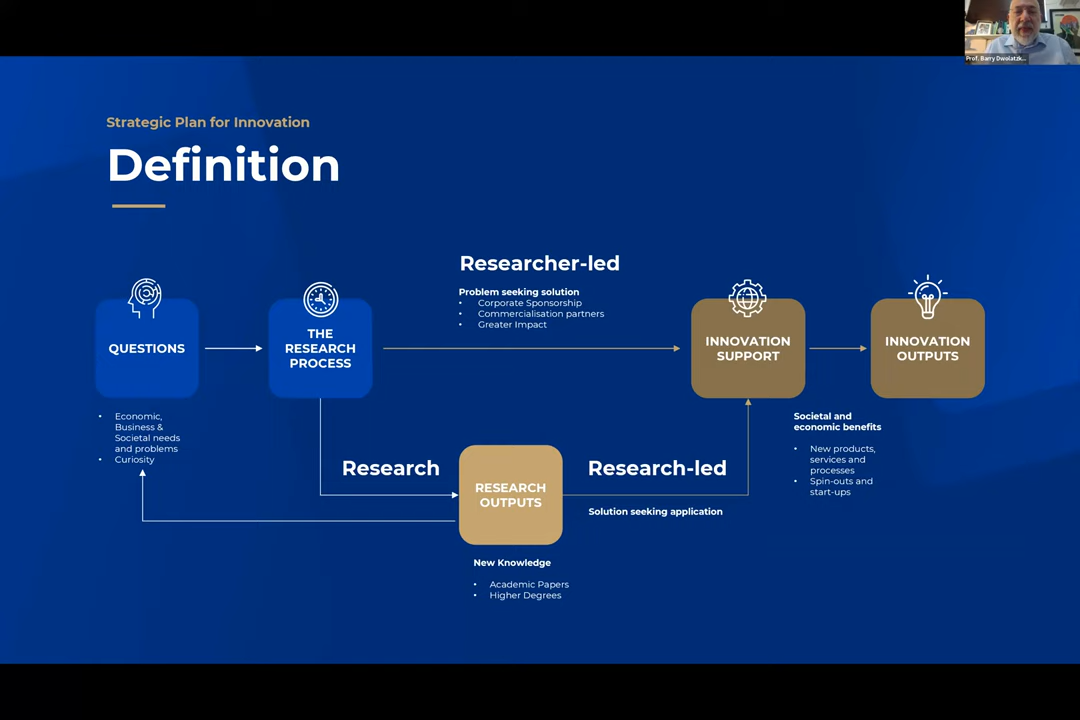 Prof. Barry Dwolatzk...
Strategic Plan for Innovation
Definition
Researcher-led
Problem seeking solution
• Corporate Sponsorship
• Commercialisation partners
• Greater Impact
QUESTIONS
THE
RESEARCH
PROCESS
INNOVATION
SUPPORT
INNOVATION
OUTPUTS
• Economic,
Business &
Societal needs
and problems
• Curiosity
Societal and
economic benefits
• New products,
services and
processes
• Spin-outs and
start-ups
Research
RESEARCH
OUTPUTS
Research-led
Solution seeking application
New Knowledge
• Academic Papers
• Higher Degrees